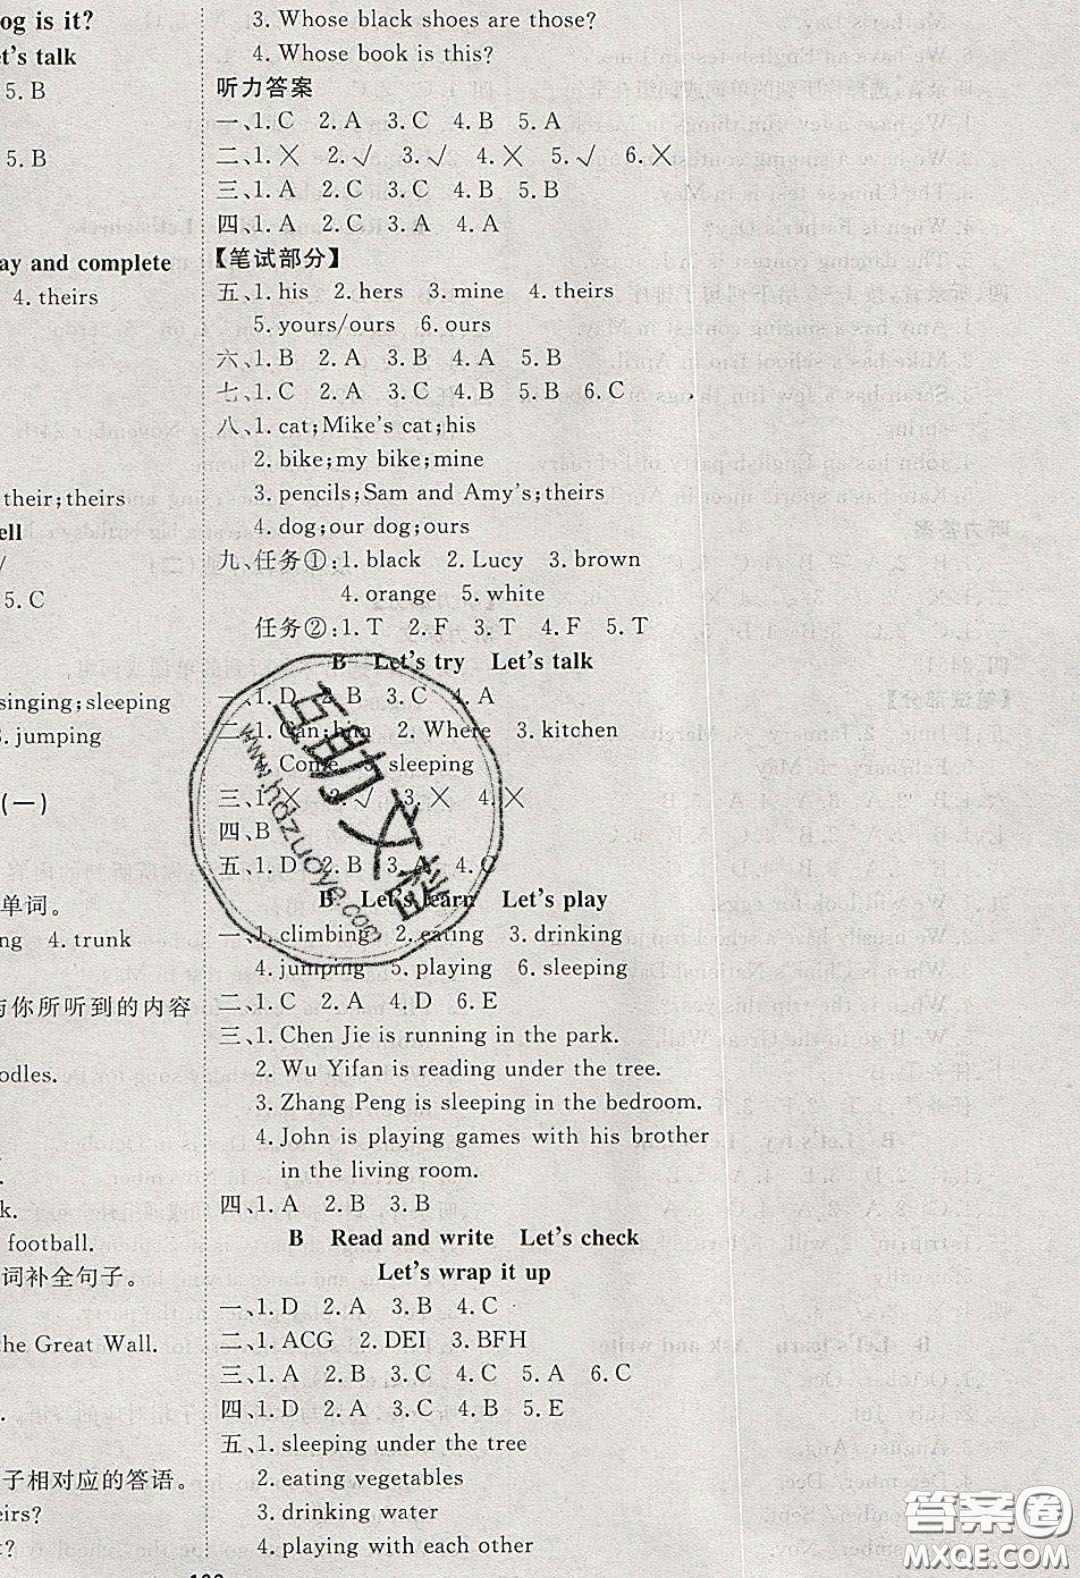 og is it?
et's talk
5. B
5. B
ay and complete
4. theirs
their;theirs
ell
/
5. C
singing;sleeping
3. jumping
(一)
单词。
ng 4. trunk
与你所听到的内容
odles.
k.
football.
词补全句子。
the Great Wall.
子相对应的答语。
eirs?
t?
3. Whose black shoes are those?
4. Whose book is this?
听力答案
一、1. C 2. A 3. C 4. B 5. A
二、1. × 2. √ 3. √ 4. × 5. √ 6. ×
三、1. A 2. C 3. C 4. B 5. B
四、1. A 2. C 3. A 4. A
【笔试部分】
五、1. his 2. hers 3. mine 4. theirs
5. yours/ours 6. ours
六、1. B 2. A 3. B 4. A 5. B
七、1. C 2. A 3. C 4. B 5. B 6. C
八、1. cat;Mike's cat;his
2. bike;my bike;mine
3. pencils;Sam and Amy's;theirs
4. dog;our dog;ours
九、任务①:1. black 2. Lucy 3. brown
4. orange 5. white
任务②:1. T 2. F 3. T 4. F 5. T
B Let's try Let's talk
一、1. D 2. B 3. C 4. A
二、1. Can;him 2. Where 3. kitchen
Come 5. sleeping
三、1. × 2. √ 3. × 4. ×
四、B
五、1. D 2. B 3. A 4. C
B Let's learn Let's play
一、1. climbing 2. eating 3. drinking
4. jumping 5. playing 6. sleeping
二、1. C 2. A 4. D 6. E
三、1. Chen Jie is running in the park.
2. Wu Yifan is reading under the tree.
3. Zhang Peng is sleeping in the bedroom.
4. John is playing games with his brother
in the living room.
四、1. A 2. B 3. B
B Read and write Let's check
Let's wrap it up
一、1. D 2. A 3. B 4. C
二、1. ACG 2. DEI 3. BFH
三、1. A 2. B 3. C 4. C 5. A 6. C
四、1. D 2. A 3. C 4. B 5. E
五、1. sleeping under the tree
2. eating vegetables
3. drinking water
4. playing with each other
互助文档
www.hdzuoye.com
答案圈
MXQE.COM